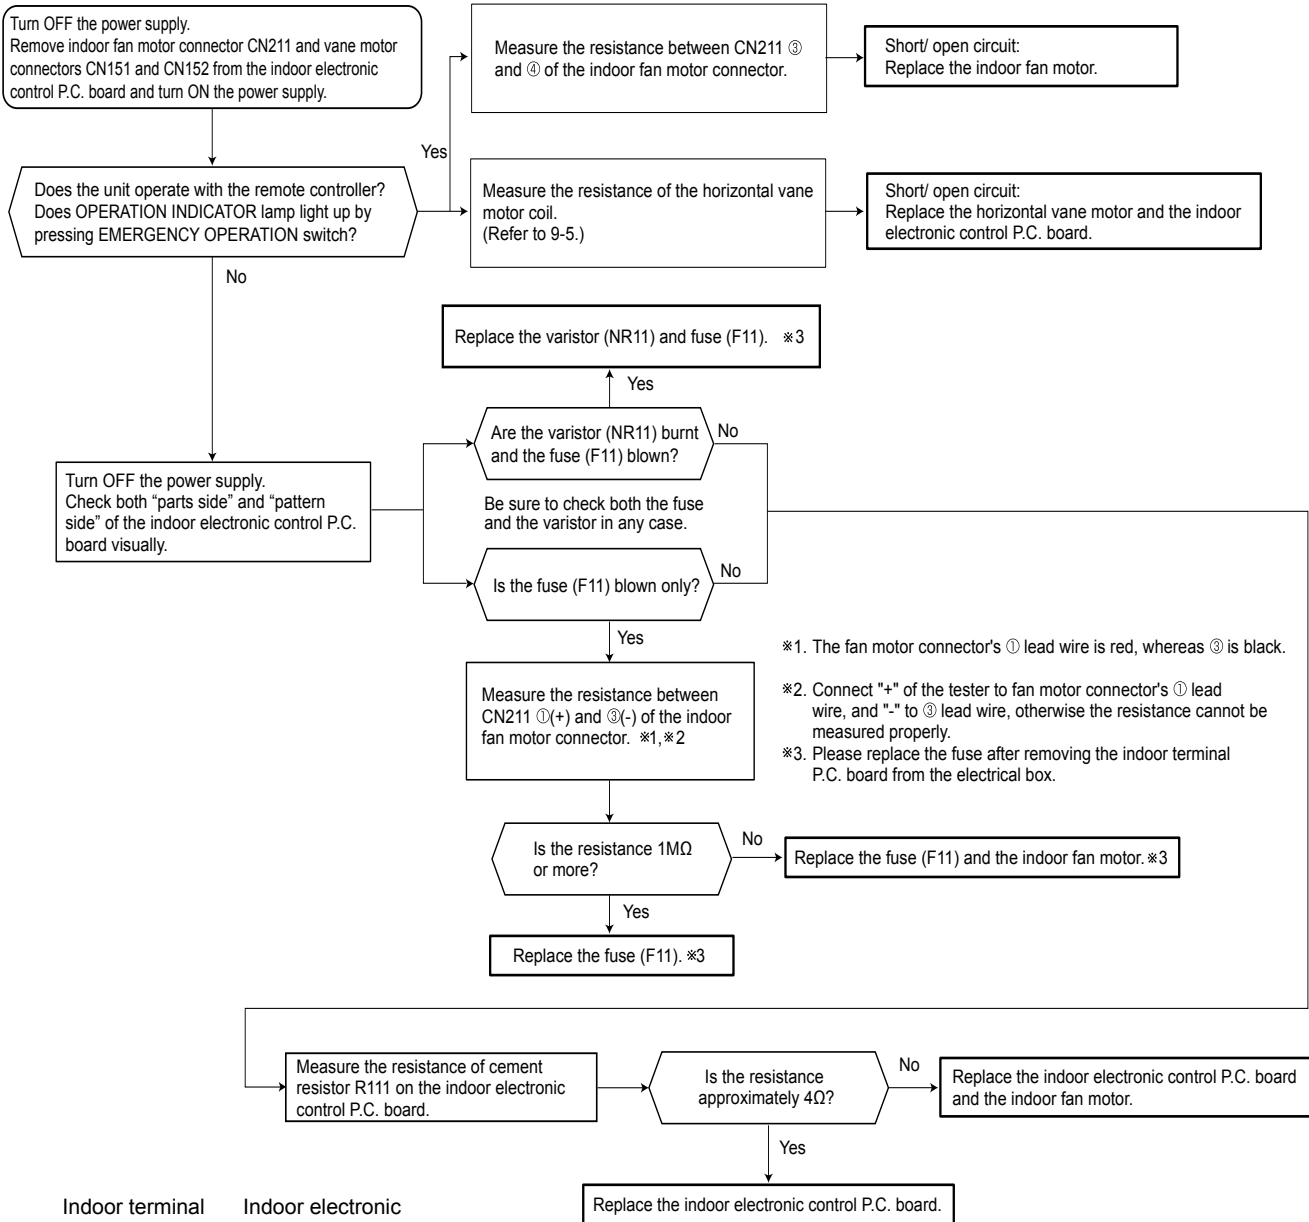 Turn OFF the power supply.
Remove indoor fan motor connector CN211 and vane motor
connectors CN151 and CN152 from the indoor electronic
control P.C. board and turn ON the power supply.
Does the unit operate with the remote controller?
Does OPERATION INDICATOR lamp light up by
pressing EMERGENCY OPERATION switch?
Yes
Measure the resistance between CN211 ③
and ④ of the indoor fan motor connector.
Short/ open circuit:
Replace the indoor fan motor.
Measure the resistance of the horizontal vane
motor coil.
(Refer to 9-5.)
Short/ open circuit:
Replace the horizontal vane motor and the indoor
electronic control P.C. board.
No
Replace the varistor (NR11) and fuse (F11). ※3
Yes
Are the varistor (NR11) burnt
and the fuse (F11) blown?
No
Turn OFF the power supply.
Check both “parts side” and “pattern
side” of the indoor electronic control P.C.
board visually.
Be sure to check both the fuse
and the varistor in any case.
Is the fuse (F11) blown only?
No
Yes
Measure the resistance between
CN211 ①(+) and ③(-) of the indoor
fan motor connector. ※1,※2
※1. The fan motor connector's ① lead wire is red, whereas ③ is black.
※2. Connect "+" of the tester to fan motor connector's ① lead
wire, and "-" to ③ lead wire, otherwise the resistance cannot be
measured properly.
※3. Please replace the fuse after removing the indoor terminal
P.C. board from the electrical box.
Is the resistance 1MΩ
or more?
No
Replace the fuse (F11) and the indoor fan motor.※3
Yes
Replace the fuse (F11). ※3
Measure the resistance of cement
resistor R111 on the indoor electronic
control P.C. board.
Is the resistance
approximately 4Ω?
No
Replace the indoor electronic control P.C. board
and the indoor fan motor.
Yes
Replace the indoor electronic control P.C. board.
Indoor terminal Indoor electronic